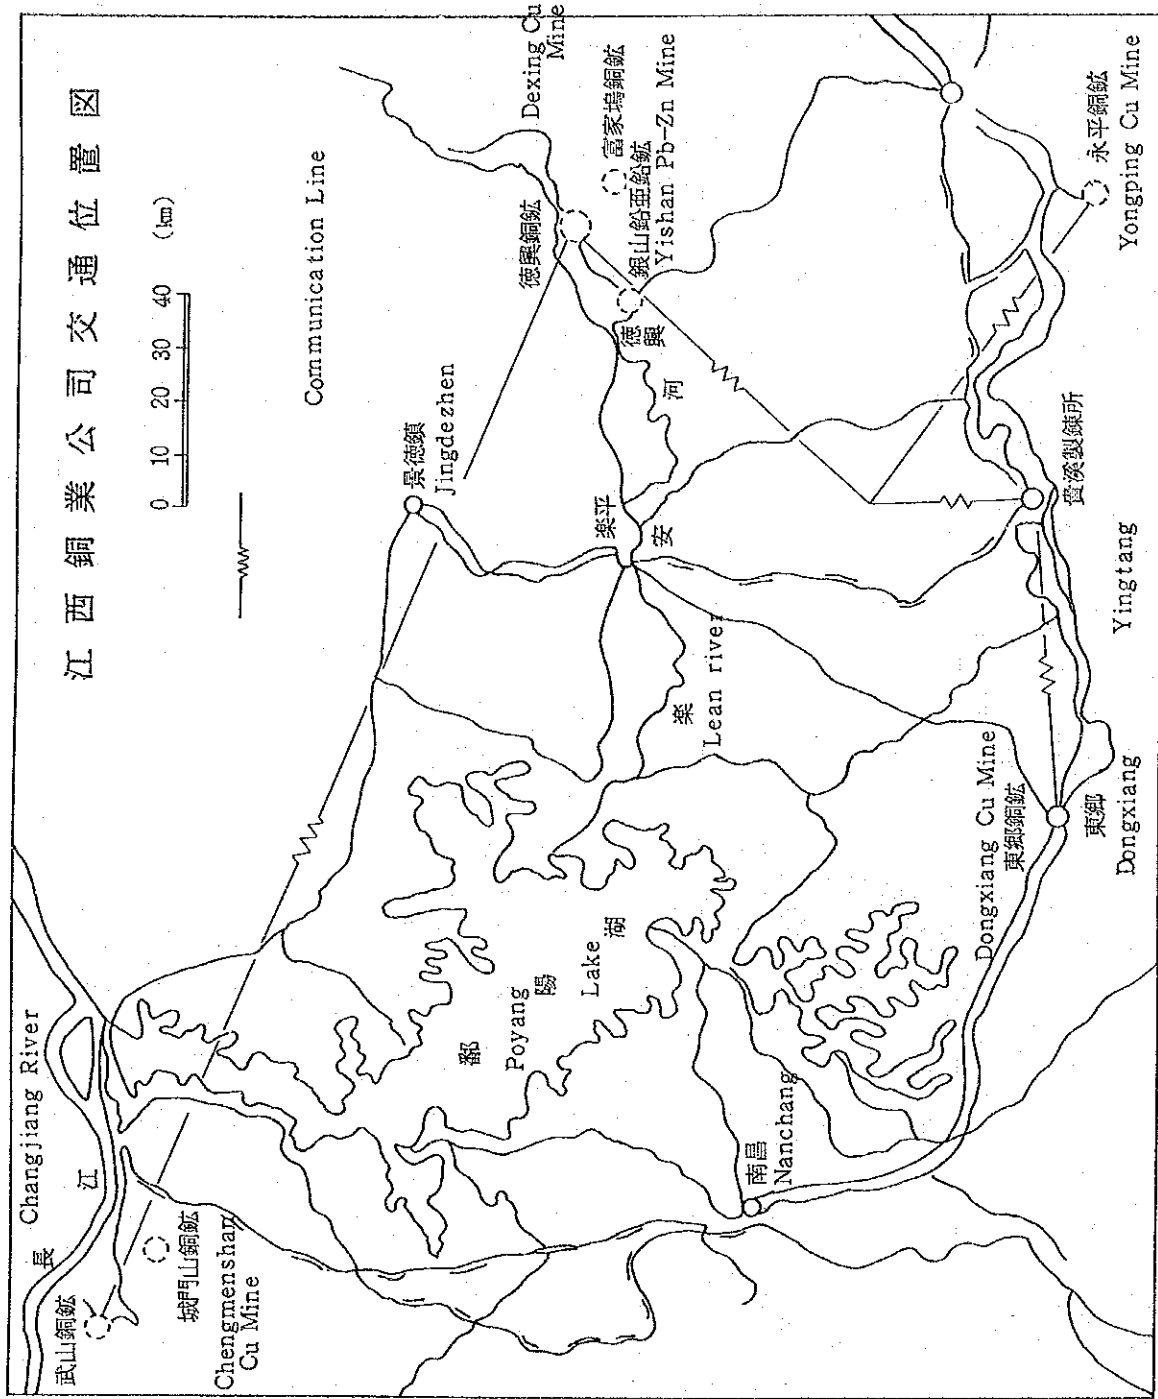 江西銅業公司交通位置図
0 10 20 30 40 (km)
Communication Line
長江
Changjiang River
武山銅鉱
城門山銅鉱
Chengmenshan
Cu Mine
景徳鎮
Jingdezhen
徳興銅鉱
Dexing Cu
Mine
富家塢銅鉱
銀山鉛亜鉛鉱
Yishan Pb-Zn Mine
徳興
楽平
楽安河
Lean river
鄱陽湖
Poyang Lake
南昌
Nanchang
Dongxiang Cu Mine
東郷銅鉱
東郷
Dongxiang
Yingtang
貴溪製錬所
永平銅鉱
Yongping Cu Mine